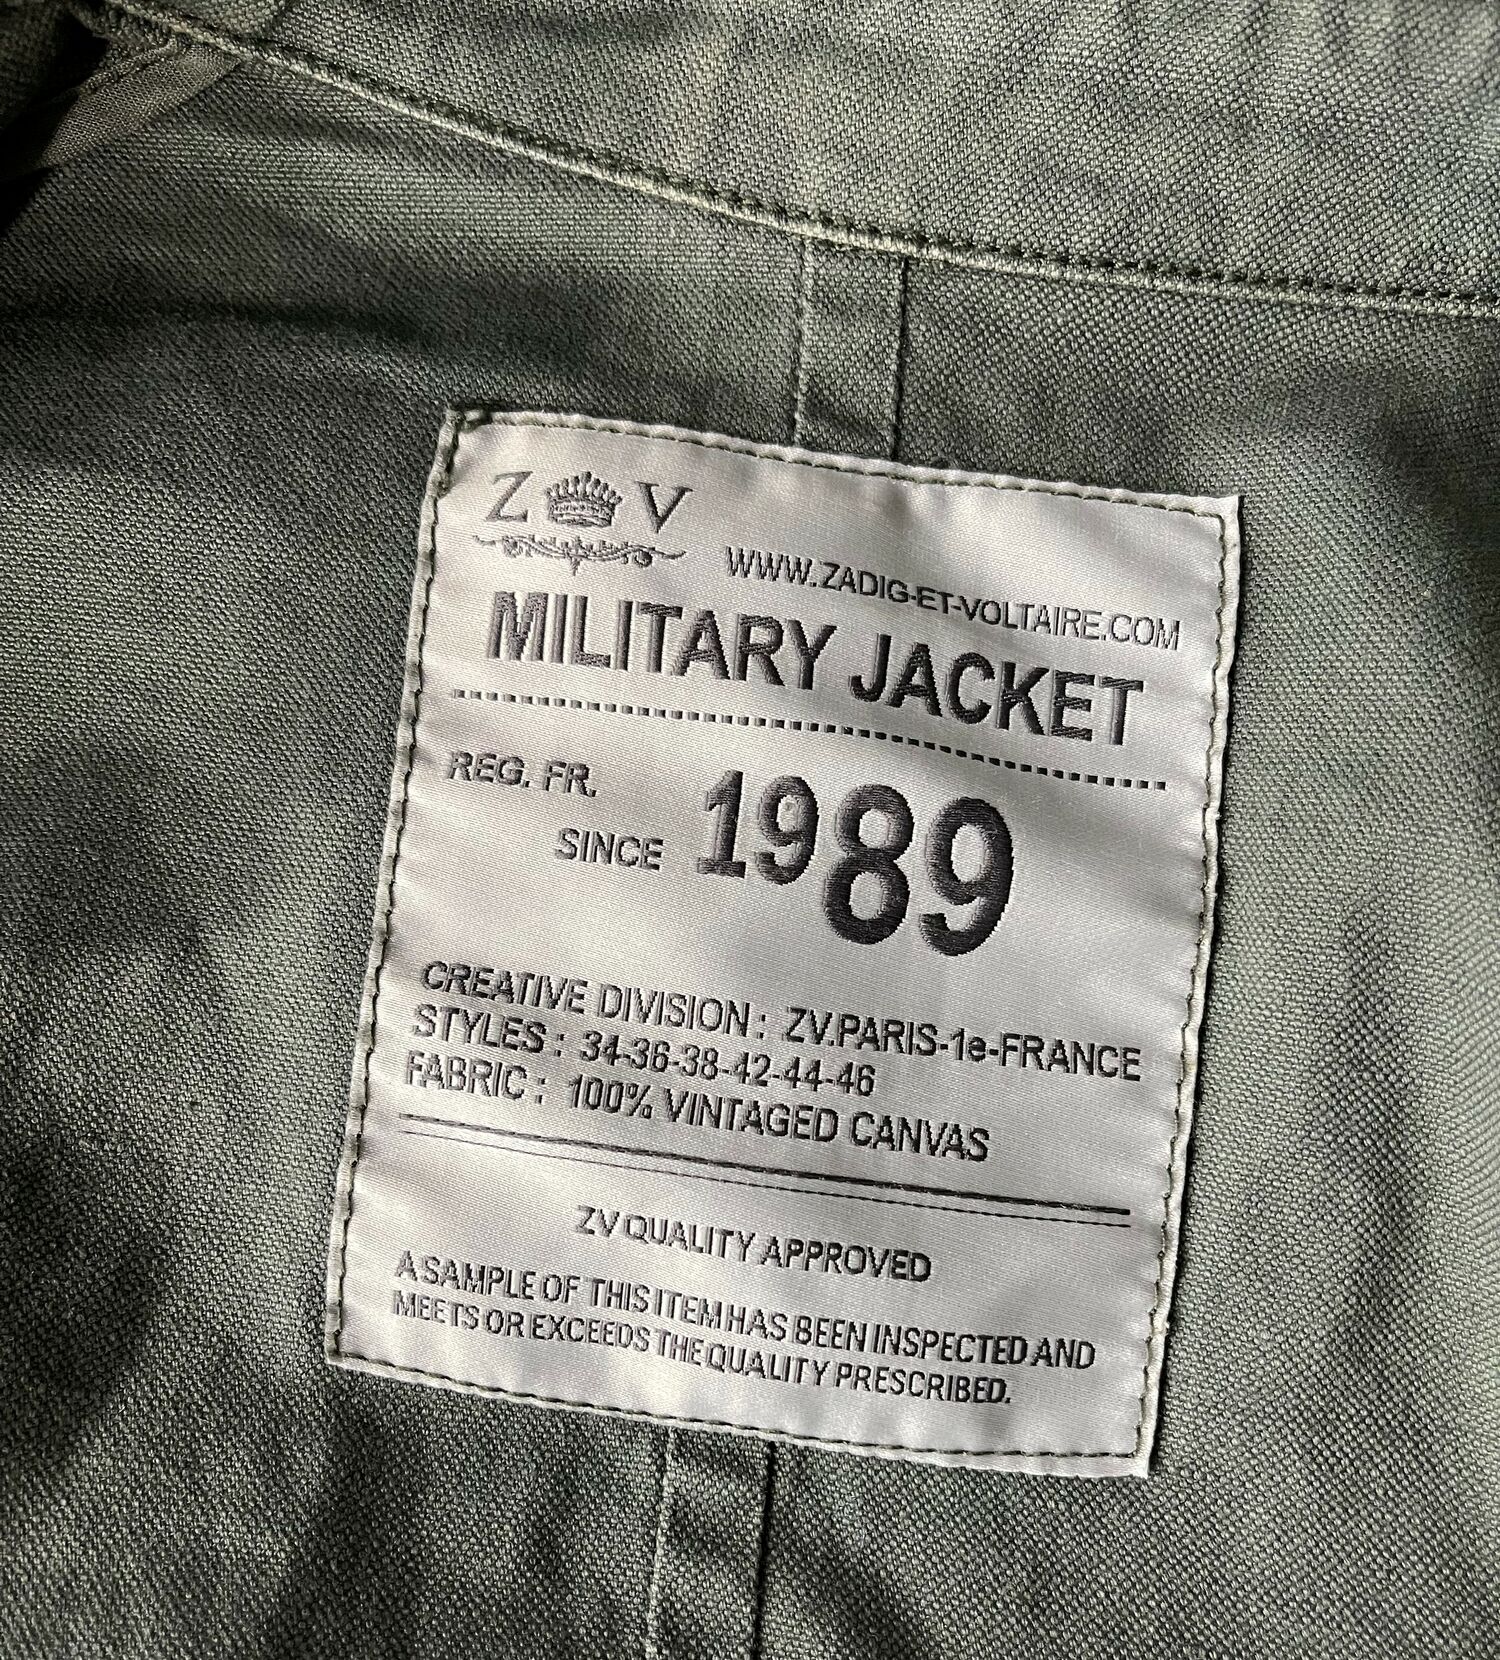 Z V
WWW.ZADIG-ET-VOLTAIRE.COM
MILITARY JACKET
REG. FR.
SINCE 1989
CREATIVE DIVISION : ZV.PARIS-1e-FRANCE
STYLES : 34-36-38-42-44-46
FABRIC : 100% VINTAGED CANVAS
ZV QUALITY APPROVED
A SAMPLE OF THIS ITEM HAS BEEN INSPECTED AND
MEETS OR EXCEEDS THE QUALITY PRESCRIBED.